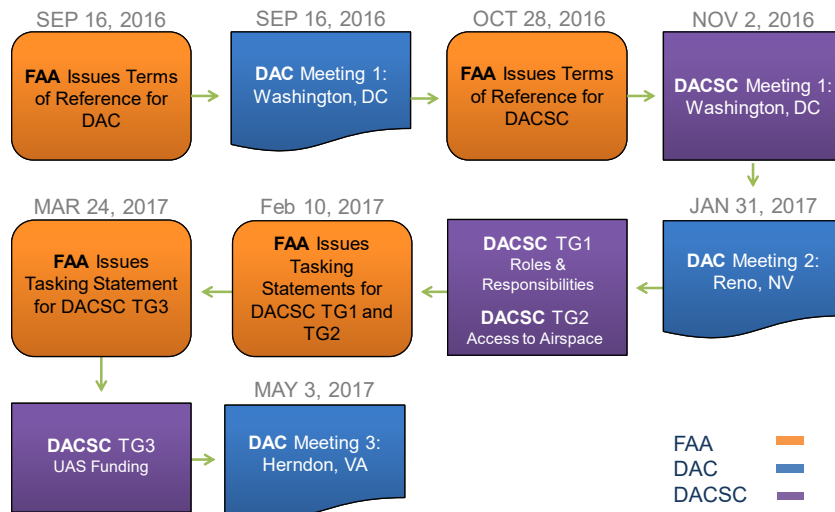 SEP 16, 2016
FAA Issues Terms
of Reference for
DAC
SEP 16, 2016
DAC Meeting 1:
Washington, DC
OCT 28, 2016
FAA Issues Terms
of Reference for
DACSC
NOV 2, 2016
DACSC Meeting 1:
Washington, DC
JAN 31, 2017
DAC Meeting 2:
Reno, NV
DACSC TG1
Roles &
Responsibilities
DACSC TG2
Access to Airspace
Feb 10, 2017
FAA Issues
Tasking
Statements for
DACSC TG1 and
TG2
MAR 24, 2017
FAA Issues
Tasking Statement
for DACSC TG3
DACSC TG3
UAS Funding
MAY 3, 2017
DAC Meeting 3:
Herndon, VA
FAA
DAC
DACSC